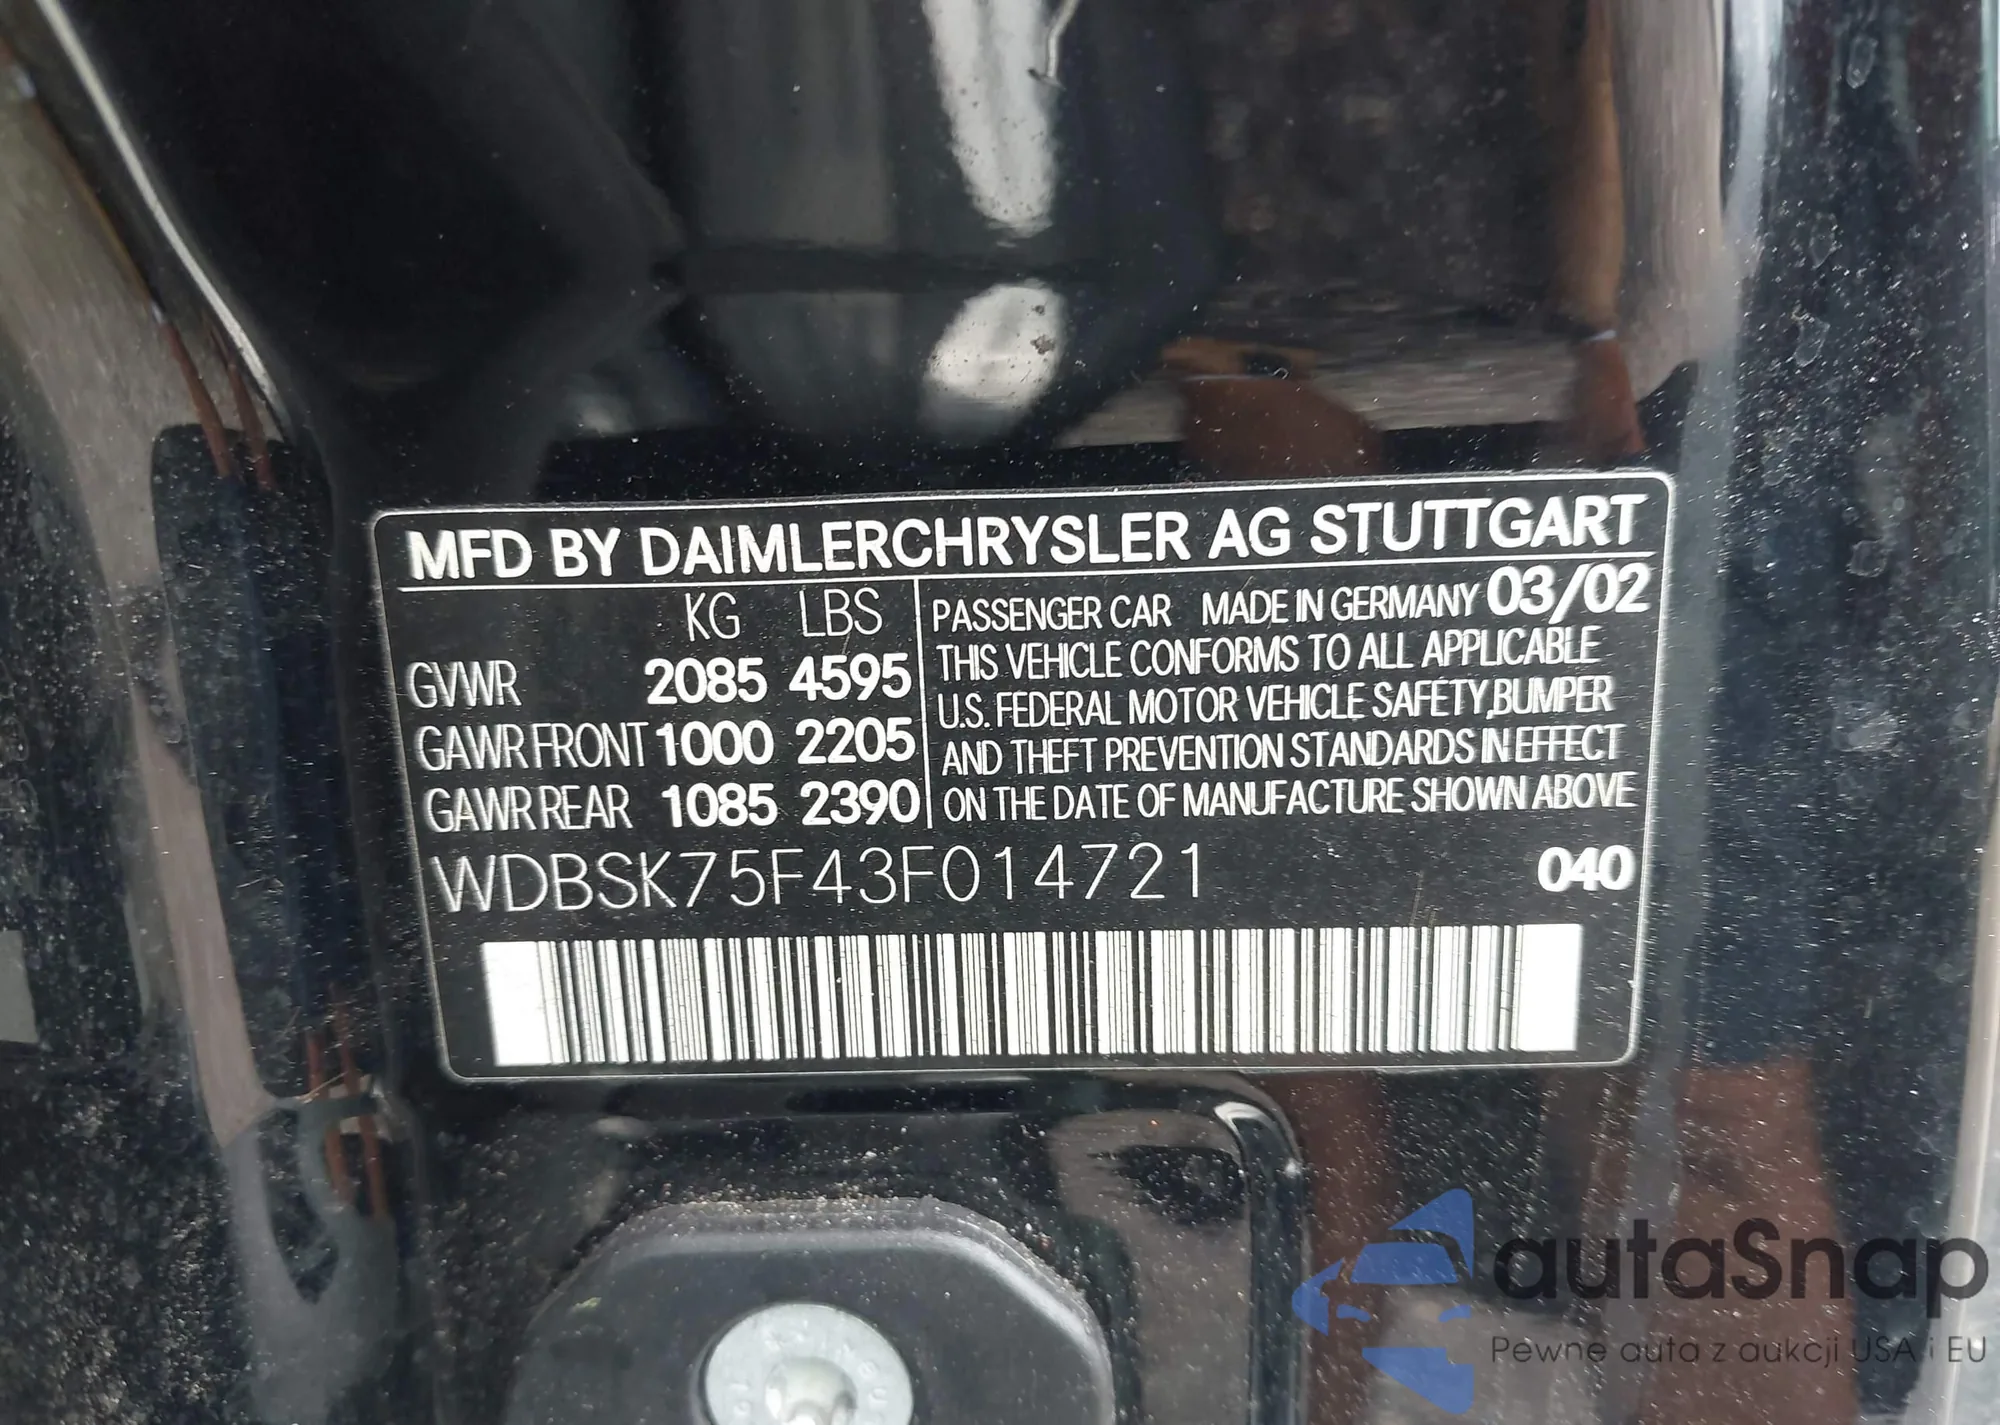 MFD BY DAIMLERCHRYSLER AG STUTTGART
KG LBS
GVWR 2085 4595
GAWR FRONT 1000 2205
GAWR REAR 1085 2390
PASSENGER CAR MADE IN GERMANY 03/02
THIS VEHICLE CONFORMS TO ALL APPLICABLE
U.S. FEDERAL MOTOR VEHICLE SAFETY, BUMPER
AND THEFT PREVENTION STANDARDS IN EFFECT
ON THE DATE OF MANUFACTURE SHOWN ABOVE
WDBSK75F43F014721 040
autaSnap
Pewne auta z aukcji USA i EU